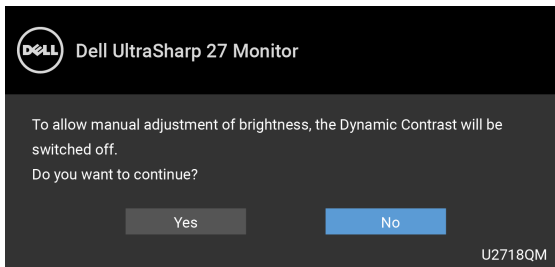 DELL
Dell UltraSharp 27 Monitor
To allow manual adjustment of brightness, the Dynamic Contrast will be
switched off.
Do you want to continue?
Yes
No
U2718QM